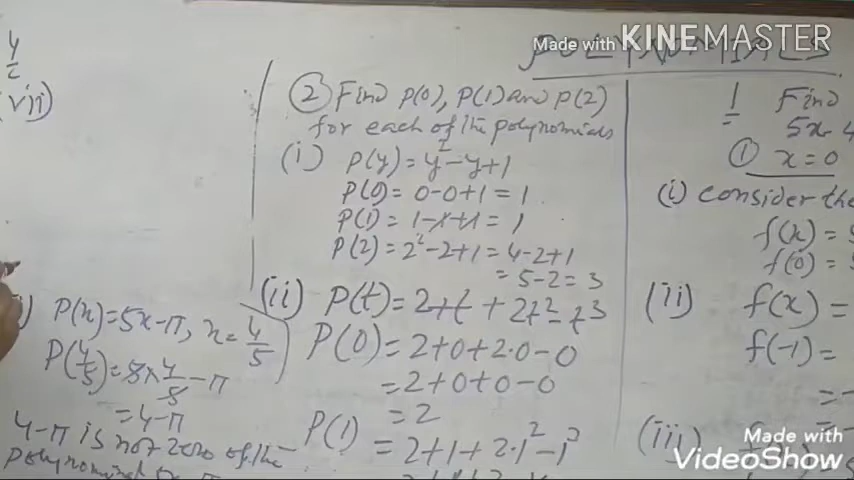 Made with KINEMASTER
POLYNOMIALS
y
2
(vii)
P(x)=5x-π, x=4/5
P(4/5)=5×4/5-π
=4-π
4-π is not zero of the
② Find P(0), P(1) and P(2)
for each of the polynomials
(i) P(y)=y²-y+1
P(0)=0-0+1=1
P(1)=1-1+1=1
P(2)=2²-2+1=4-2+1
=5-2=3
(ii) P(t)=2+t+2t²-t³
P(0)=2+0+2·0-0
=2+0+0-0
=2
P(1)
=2+1+2·1²-1³
1 Find
5x-4
① x=0
(i) consider the
f(x)=
f(0)=
(ii) f(x)=
f(-1)=
=-
(iii)
Made with
VideoShow